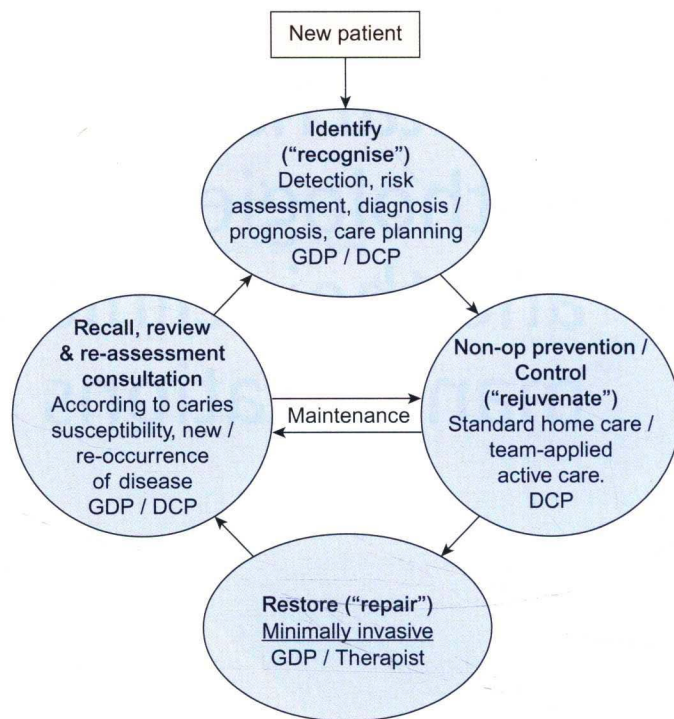 New patient
Identify
("recognise")
Detection, risk
assessment, diagnosis /
prognosis, care planning
GDP / DCP
Recall, review
& re-assessment
consultation
According to caries
susceptibility, new /
re-occurrence
of disease
GDP / DCP
Maintenance
Non-op prevention /
Control
("rejuvenate")
Standard home care /
team-applied
active care.
DCP
Restore ("repair")
Minimally invasive
GDP / Therapist